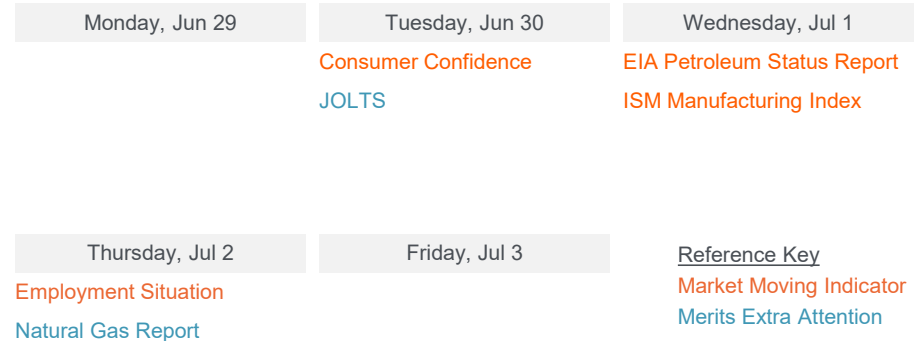 Monday, Jun 29
Tuesday, Jun 30
Wednesday, Jul 1
Consumer Confidence
EIA Petroleum Status Report
JOLTS
ISM Manufacturing Index
Thursday, Jul 2
Friday, Jul 3
Reference Key
Employment Situation
Market Moving Indicator
Natural Gas Report
Merits Extra Attention